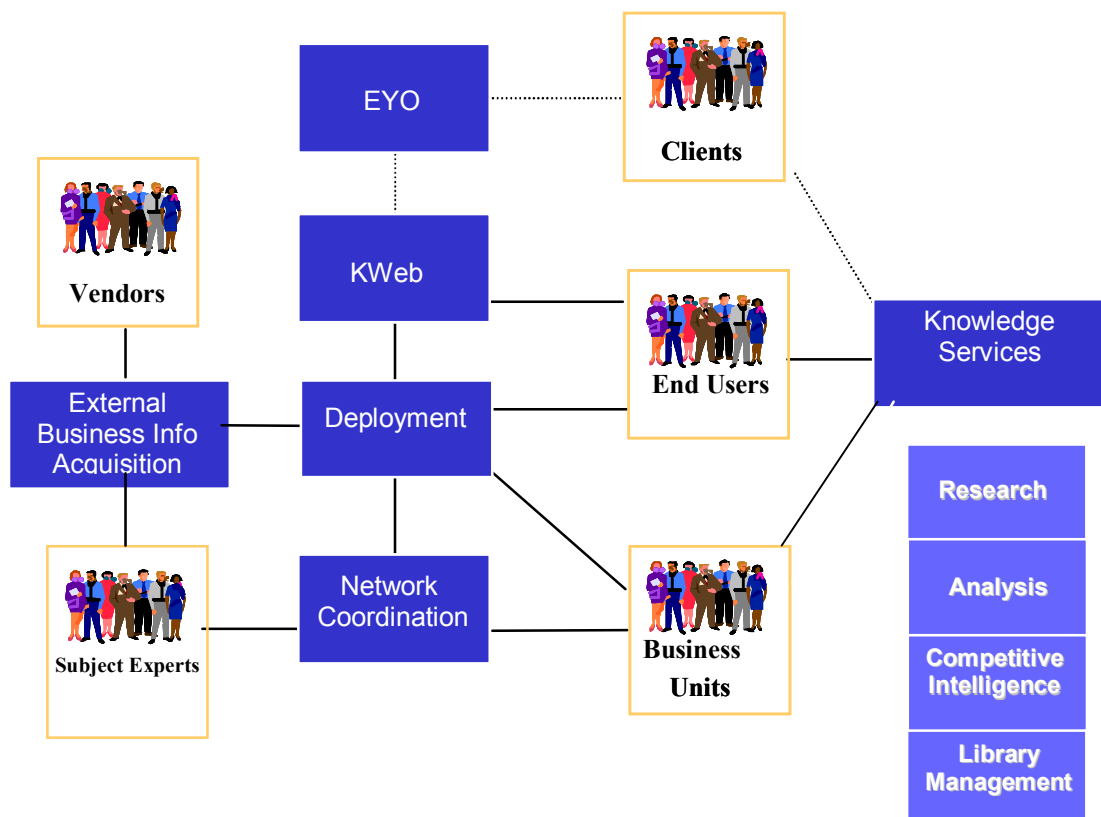 EYO
Clients
Vendors
KWeb
End Users
Knowledge
Services
External
Business Info
Acquisition
Deployment
Research
Subject Experts
Network
Coordination
Business
Units
Analysis
Competitive
Intelligence
Library
Management